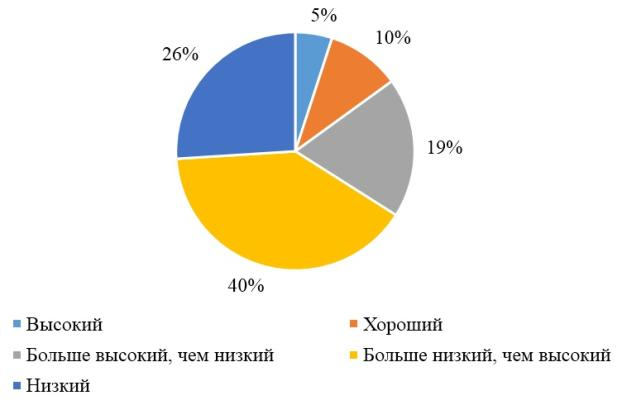 5%
10%
26%
19%
40%
Высокий
Хороший
Больше высокий, чем низкий
Больше низкий, чем высокий
Низкий